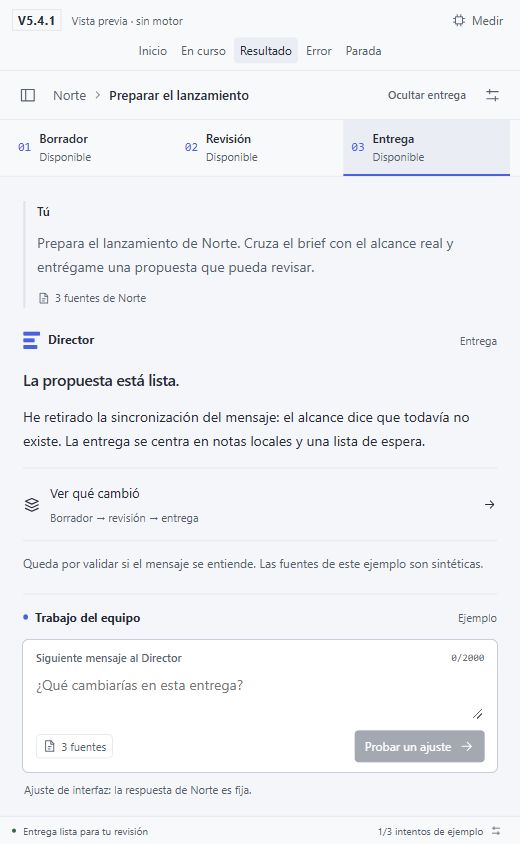 V5.4.1 Vista previa · sin motor Medir
Inicio En curso Resultado Error Parada
Norte > Preparar el lanzamiento Ocultar entrega
01 Borrador Disponible
02 Revisión Disponible
03 Entrega Disponible
Tú
Prepara el lanzamiento de Norte. Cruza el brief con el alcance real y
entrégame una propuesta que pueda revisar.
3 fuentes de Norte
Director Entrega
La propuesta está lista.
He retirado la sincronización del mensaje: el alcance dice que todavía no
existe. La entrega se centra en notas locales y una lista de espera.
Ver qué cambió →
Borrador → revisión → entrega
Queda por validar si el mensaje se entiende. Las fuentes de este ejemplo son sintéticas.
• Trabajo del equipo Ejemplo
Siguiente mensaje al Director 0/2000
¿Qué cambiarías en esta entrega?
3 fuentes Probar un ajuste →
Ajuste de interfaz: la respuesta de Norte es fija.
• Entrega lista para tu revisión 1/3 intentos de ejemplo